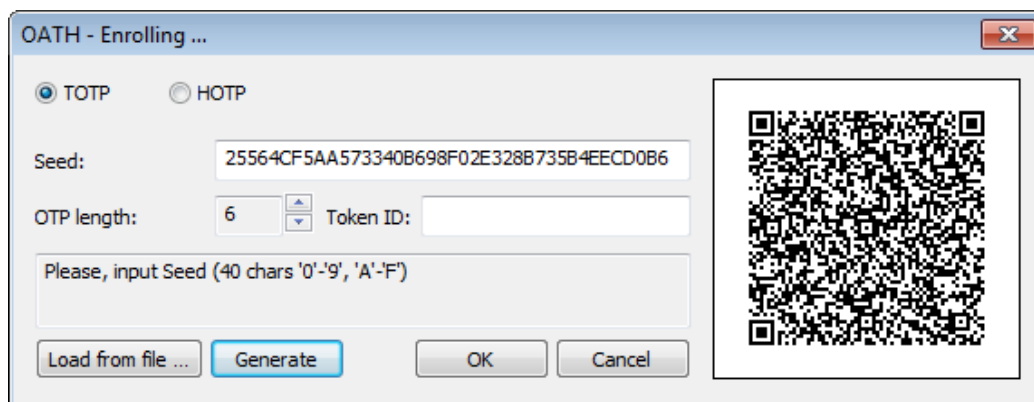 OATH - Enrolling ...
TOTP HOTP
Seed: 25564CF5AA573340B698F02E328B735B4EECD0B6
OTP length: 6 Token ID:
Please, input Seed (40 chars '0'-'9', 'A'-'F')
Load from file ... Generate OK Cancel